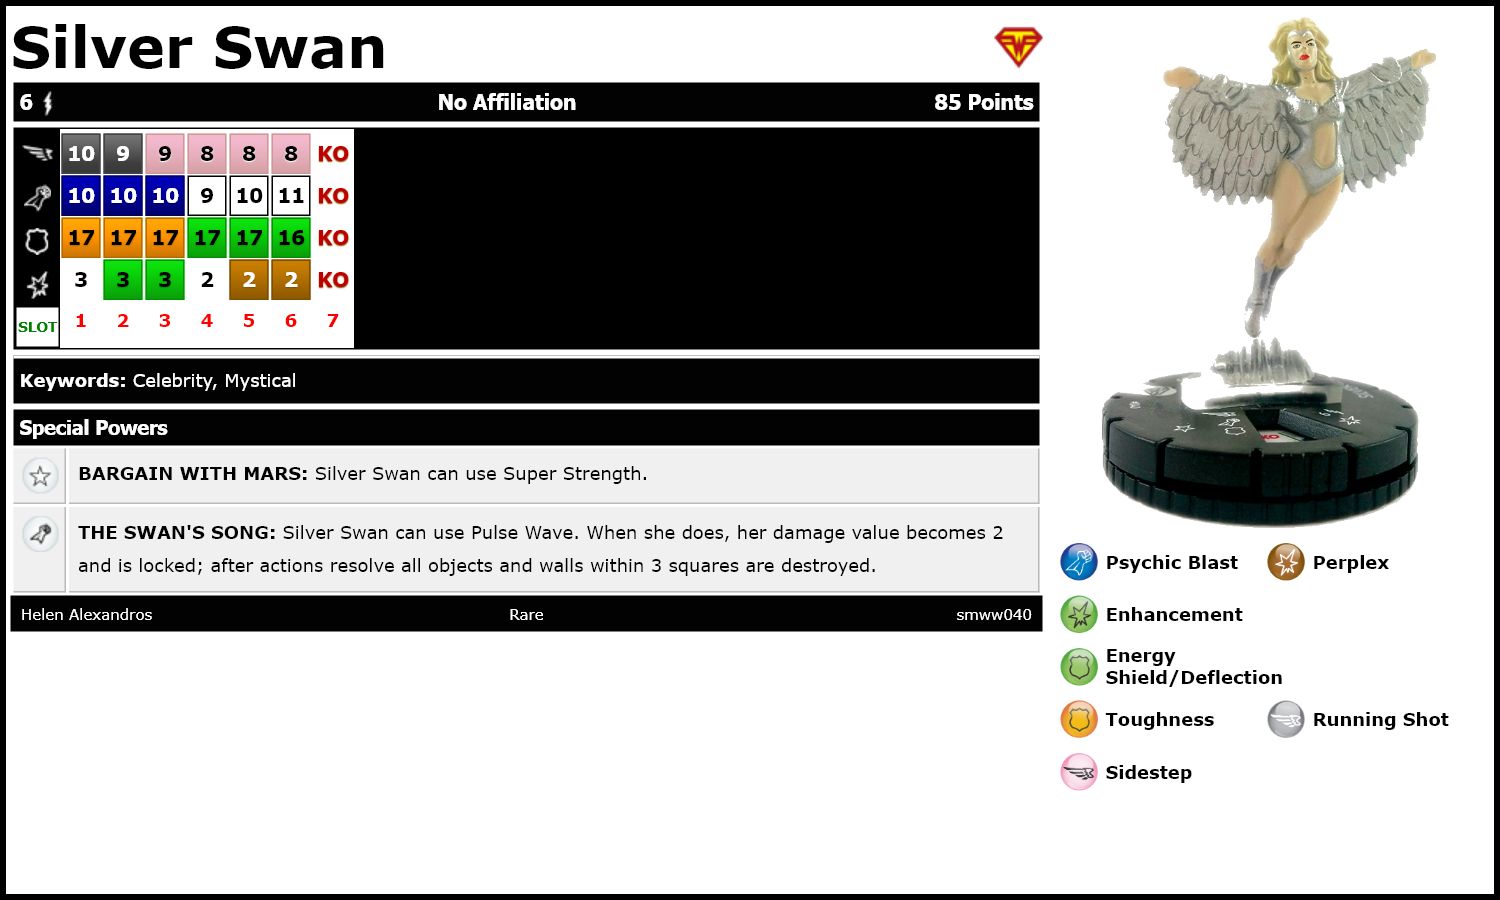 Silver Swan
6 No Affiliation 85 Points
10 9 9 8 8 8 KO
10 10 10 9 10 11 KO
17 17 17 17 17 16 KO
3 3 3 2 2 2 KO
SLOT 1 2 3 4 5 6 7
Keywords: Celebrity, Mystical
Special Powers
BARGAIN WITH MARS: Silver Swan can use Super Strength.
THE SWAN'S SONG: Silver Swan can use Pulse Wave. When she does, her damage value becomes 2
and is locked; after actions resolve all objects and walls within 3 squares are destroyed.
Helen Alexandros Rare smww040
KO
Psychic Blast Perplex
Enhancement
Energy
Shield/Deflection
Toughness Running Shot
Sidestep